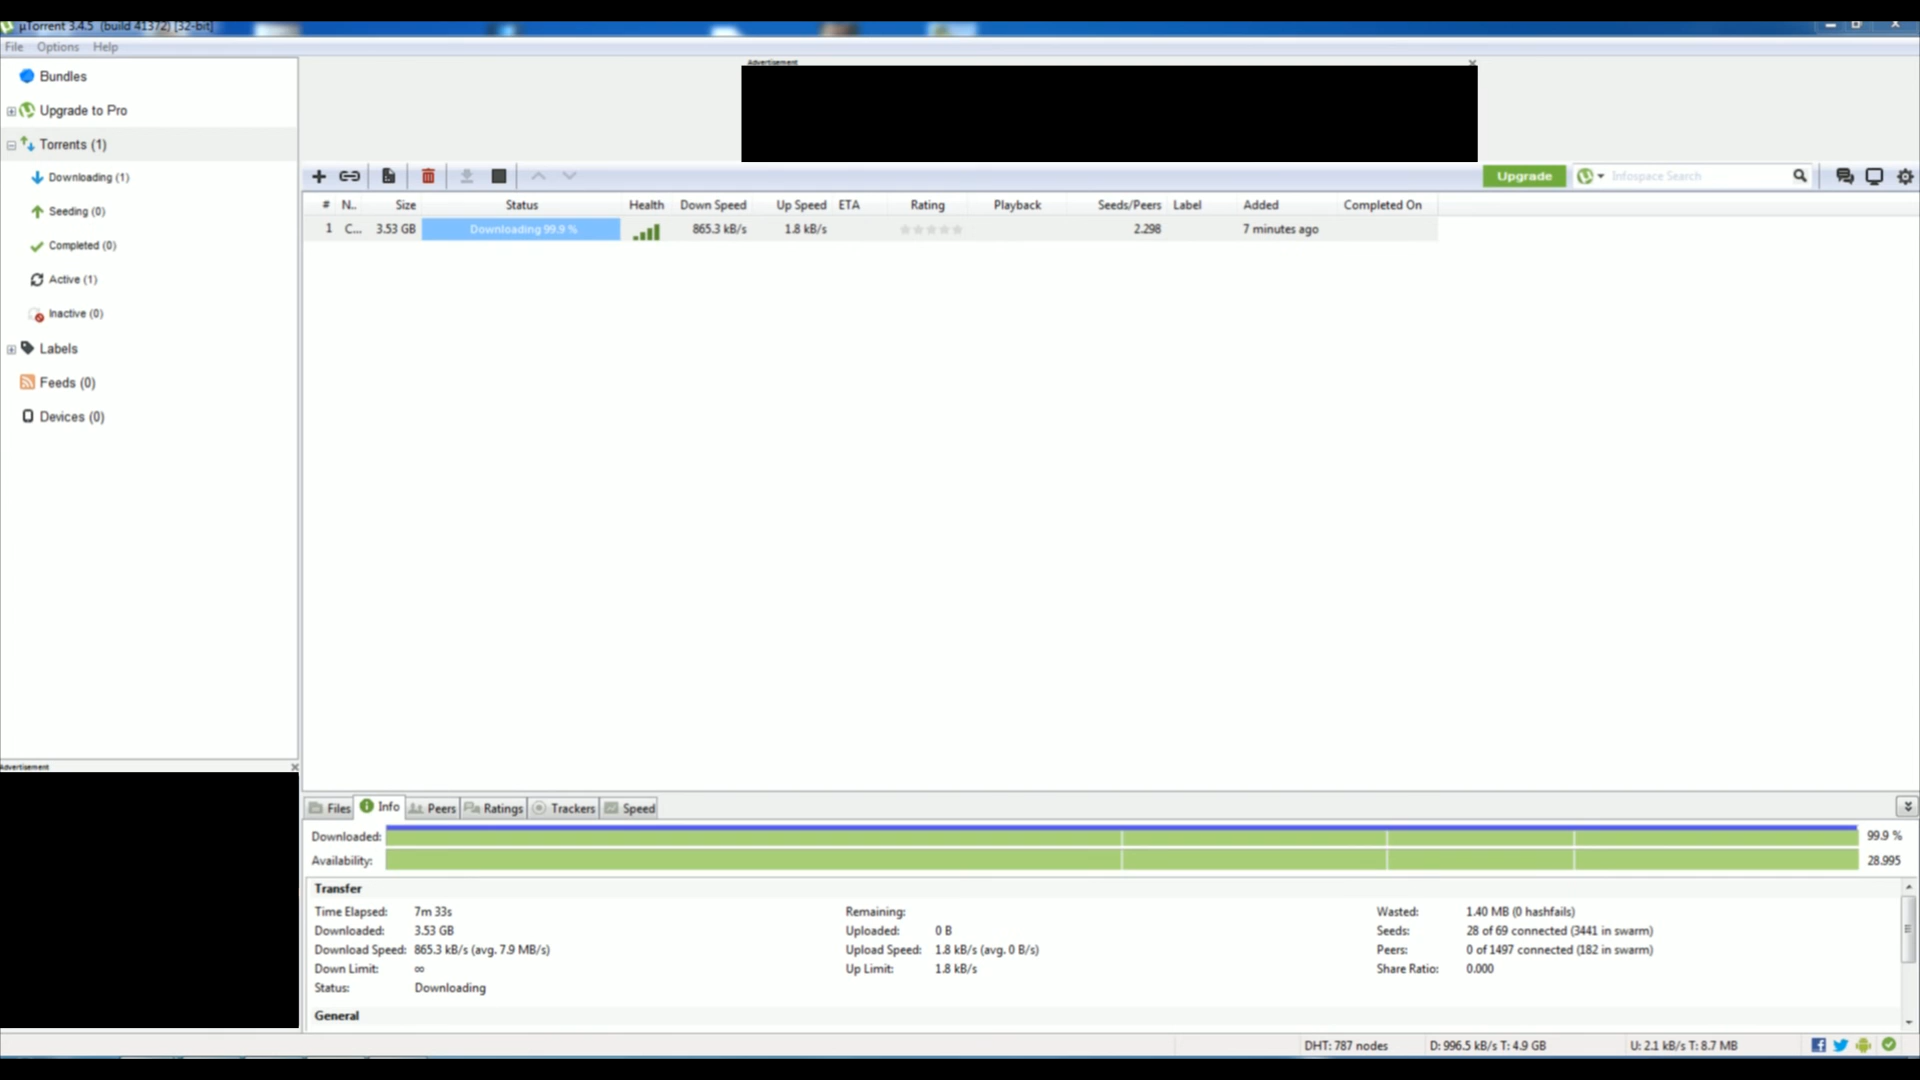 µTorrent 3.4.5 (build 41372) [32-bit]
File Options Help
Advertisement
Bundles
Upgrade to Pro
Torrents (1)
Downloading (1)
Seeding (0)
Completed (0)
Active (1)
Inactive (0)
Labels
Feeds (0)
Devices (0)
Advertisement
Upgrade
Infospace Search
# N.. Size Status Health Down Speed Up Speed ETA Rating Playback Seeds/Peers Label Added Completed On
1 C... 3.53 GB Downloading 99.9 % 865.3 kB/s 1.8 kB/s 2.298 7 minutes ago
Files Info Peers Ratings Trackers Speed
Downloaded: 99.9 %
Availability: 28.995
Transfer
Time Elapsed: 7m 33s Remaining: Wasted: 1.40 MB (0 hashfails)
Downloaded: 3.53 GB Uploaded: 0 B Seeds: 28 of 69 connected (3441 in swarm)
Download Speed: 865.3 kB/s (avg. 7.9 MB/s) Upload Speed: 1.8 kB/s (avg. 0 B/s) Peers: 0 of 1497 connected (182 in swarm)
Down Limit: ∞ Up Limit: 1.8 kB/s Share Ratio: 0.000
Status: Downloading
General
DHT: 787 nodes D: 996.5 kB/s T: 4.9 GB U: 2.1 kB/s T: 8.7 MB